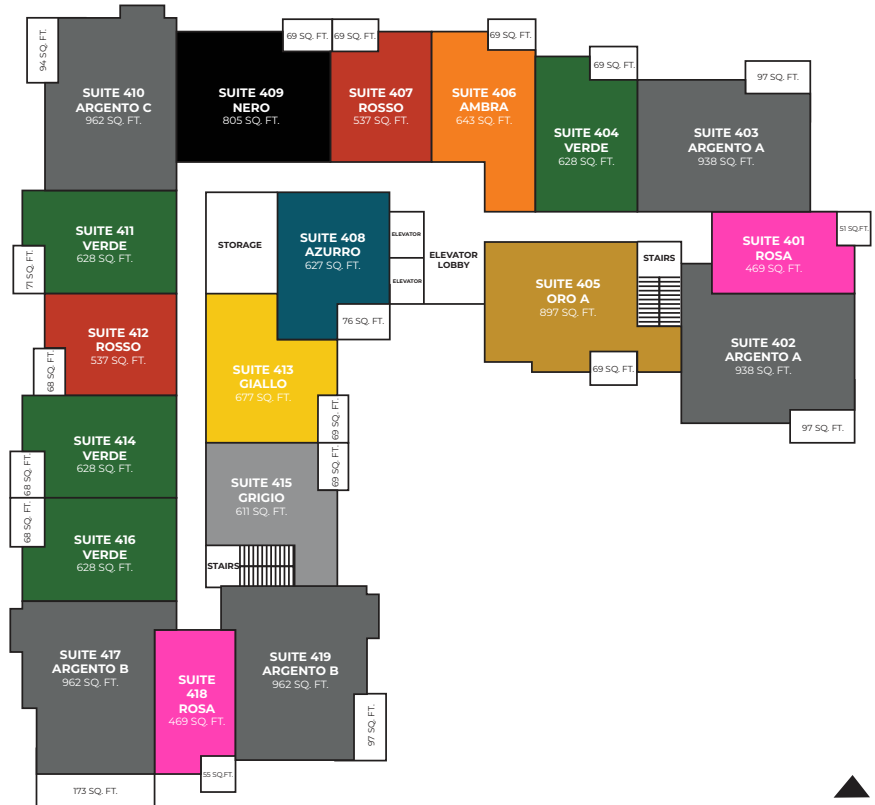 94 SQ. FT.
SUITE 410
ARGENTO C
962 SQ. FT.
69 SQ. FT.
SUITE 409
NERO
805 SQ. FT.
69 SQ. FT.
SUITE 407
ROSSO
537 SQ. FT.
69 SQ. FT.
SUITE 406
AMBRA
643 SQ. FT.
69 SQ. FT.
SUITE 404
VERDE
628 SQ. FT.
97 SQ. FT.
SUITE 403
ARGENTO A
938 SQ. FT.
SUITE 411
VERDE
628 SQ. FT.
71 SQ. FT.
STORAGE
SUITE 408
AZURRO
627 SQ. FT.
76 SQ. FT.
ELEVATOR
ELEVATOR
ELEVATOR
LOBBY
SUITE 405
ORO A
897 SQ. FT.
69 SQ. FT.
STAIRS
51 SQ.FT.
SUITE 401
ROSA
469 SQ. FT.
SUITE 402
ARGENTO A
938 SQ. FT.
97 SQ. FT.
SUITE 412
ROSSO
537 SQ. FT.
68 SQ. FT.
SUITE 413
GIALLO
677 SQ. FT.
69 SQ. FT.
SUITE 414
VERDE
628 SQ. FT.
68 SQ. FT.
SUITE 415
GRIGIO
611 SQ. FT.
69 SQ. FT.
STAIRS
SUITE 416
VERDE
628 SQ. FT.
68 SQ. FT.
SUITE 417
ARGENTO B
962 SQ. FT.
173 SQ. FT.
SUITE
418
ROSA
469 SQ. FT.
55 SQ.FT.
SUITE 419
ARGENTO B
962 SQ. FT.
97 SQ. FT.